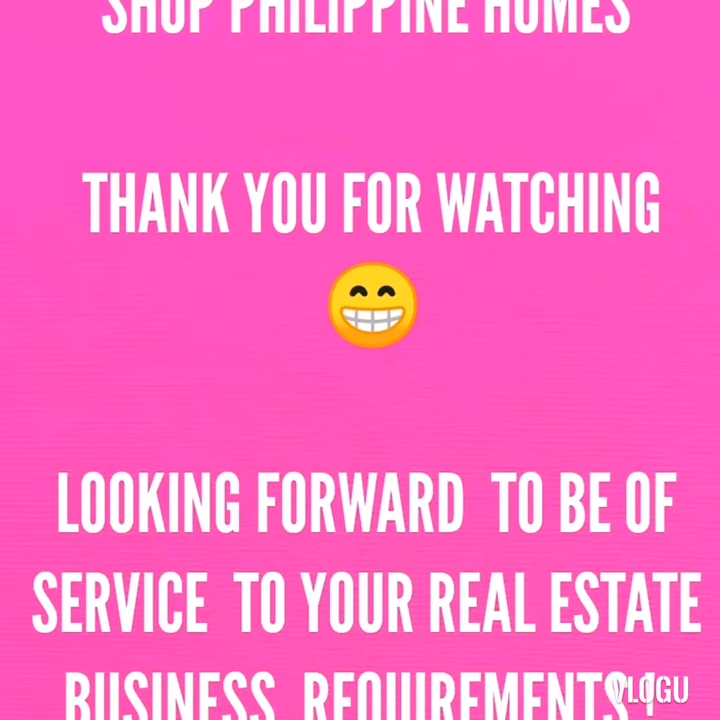 SHOP PHILIPPINE HOMES
THANK YOU FOR WATCHING
😁
LOOKING FORWARD TO BE OF
SERVICE TO YOUR REAL ESTATE
BUSINESS REQUIREMENTS !
VLOGU